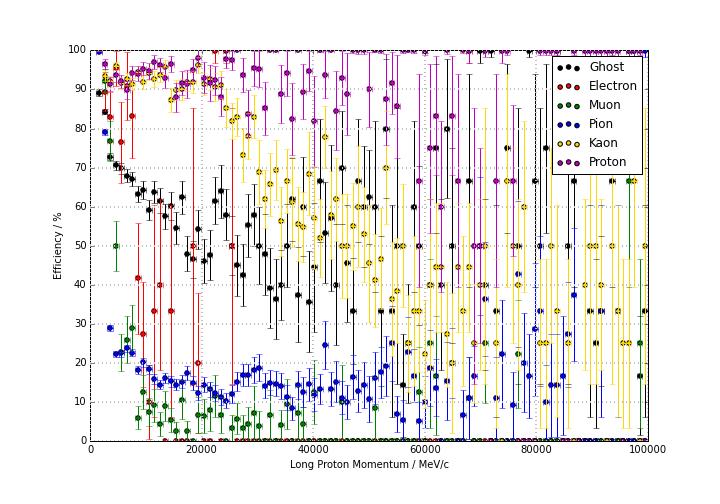 100
90
80
70
60
50
40
30
20
10
0
Efficiency / %
Ghost
Electron
Muon
Pion
Kaon
Proton
0 20000 40000 60000 80000 100000
Long Proton Momentum / MeV/c